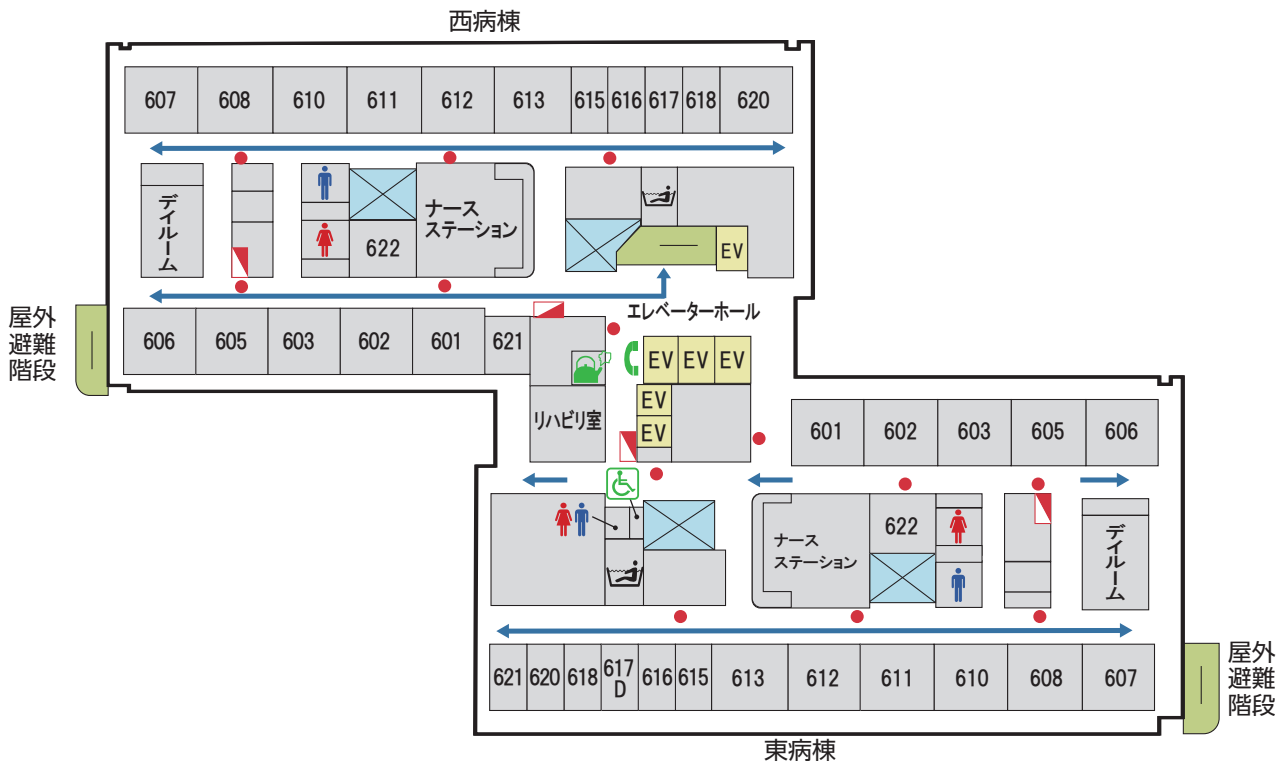 西病棟
607 608 610 611 612 613 615 616 617 618 620
デイルーム
ナース
ステーション
622
EV
エレベーターホール
屋外
避難
階段
606 605 603 602 601 621
EV EV EV
EV
EV
リハビリ室
601 602 603 605 606
ナース
ステーション
622
デイルーム
621 620 618 617 616 615 613 612 611 610 608 607
D
屋外
避難
階段
東病棟